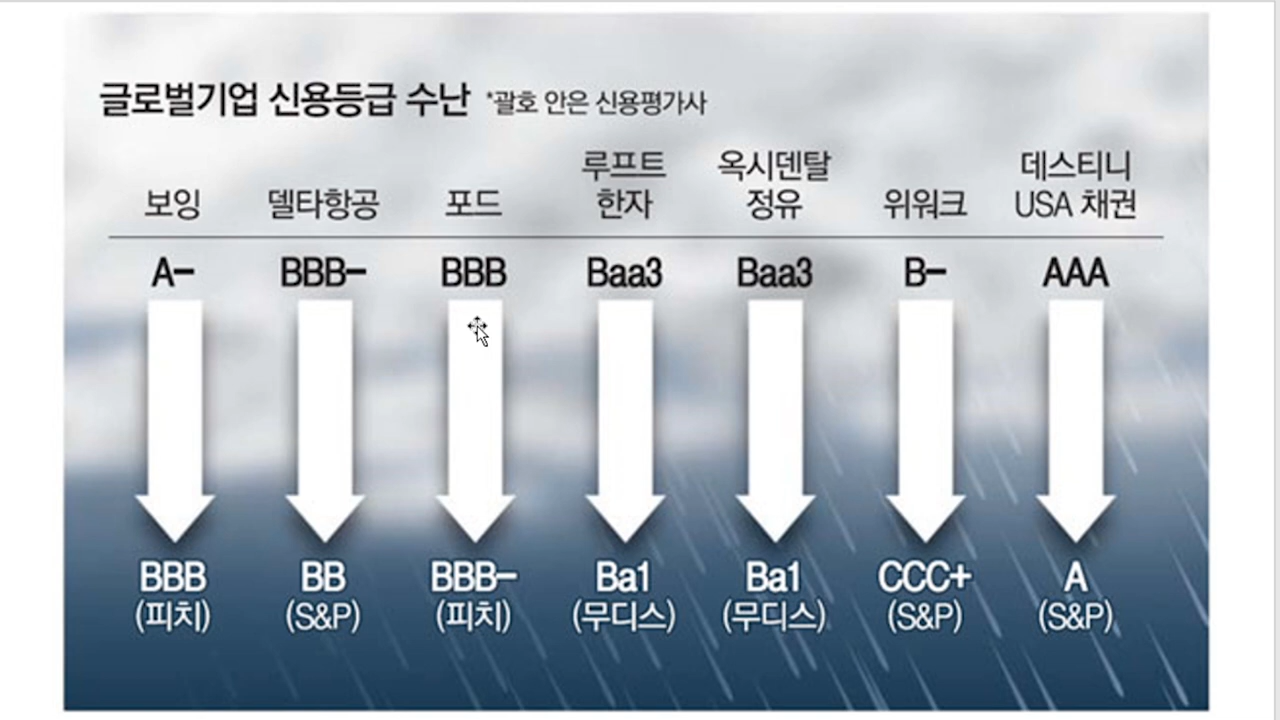 글로벌기업 신용등급 수난 *괄호 안은 신용평가사
보잉 델타항공 포드 루프트 한자 옥시덴탈 정유 위워크 데스티니 USA 채권
A− BBB− BBB Baa3 Baa3 B− AAA
BBB BB BBB− Ba1 Ba1 CCC+ A
(피치) (S&P) (피치) (무디스) (무디스) (S&P) (S&P)